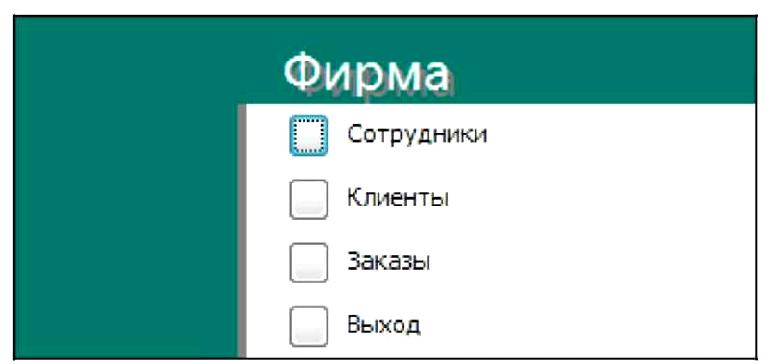 Фирма
Сотрудники
Клиенты
Заказы
Выход